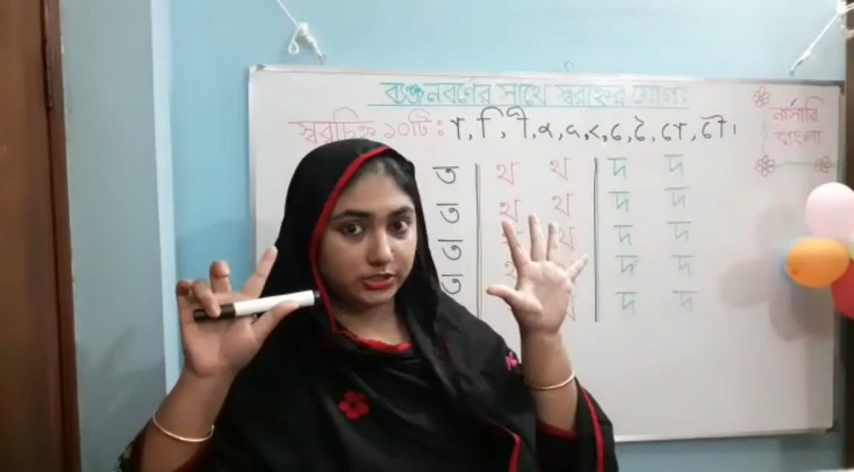 ব্যঞ্জনবর্ণের সাথে স্বরচিহ্নের যোগঃ
স্বরচিহ্ন ১০টি : া, ি, ী, ু, ূ, ৃ, ে, ৈ, ো, ৌ।
নার্সারি
বাংলা
ত থ থ দ দ
ত থ থ দ দ
ত থ দ দ
ত দ দ
দ দ